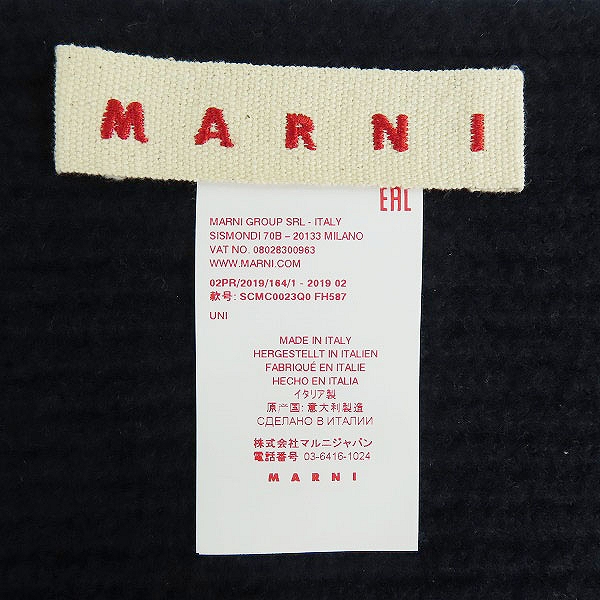 MARNI
EAC
MARNI GROUP SRL - ITALY
SISMONDI 70B – 20133 MILANO
VAT NO. 08028300963
WWW.MARNI.COM
02PR/2019/164/1 - 2019 02
款号: SCMC0023Q0 FH587
UNI
MADE IN ITALY
HERGESTELLT IN ITALIEN
FABRIQUÉ EN ITALIE
HECHO EN ITALIA
イタリア製
原产国: 意大利製造
СДЕЛАНО В ИТАЛИИ
株式会社マルニジャパン
電話番号 03-6416-1024
MARNI